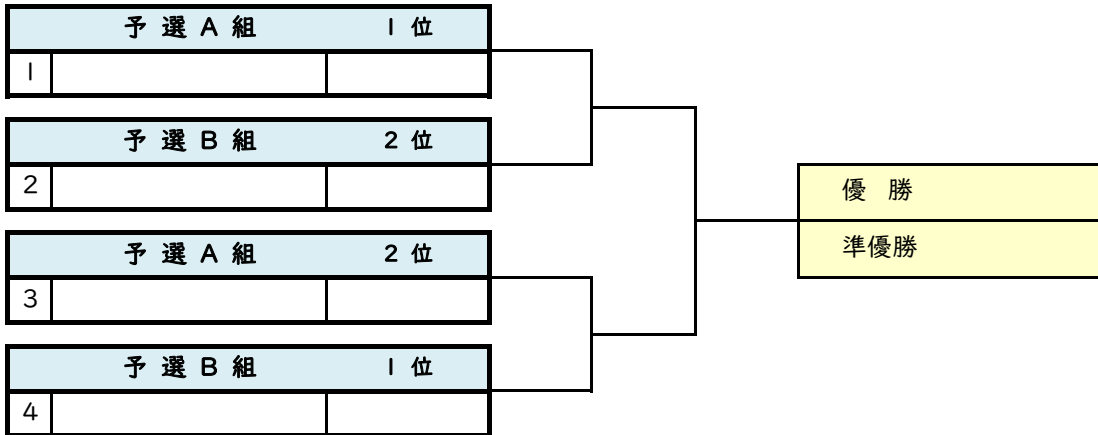 予 選 A 組 1 位
1
予 選 B 組 2 位
2
優 勝
予 選 A 組 2 位
準優勝
3
予 選 B 組 1 位
4